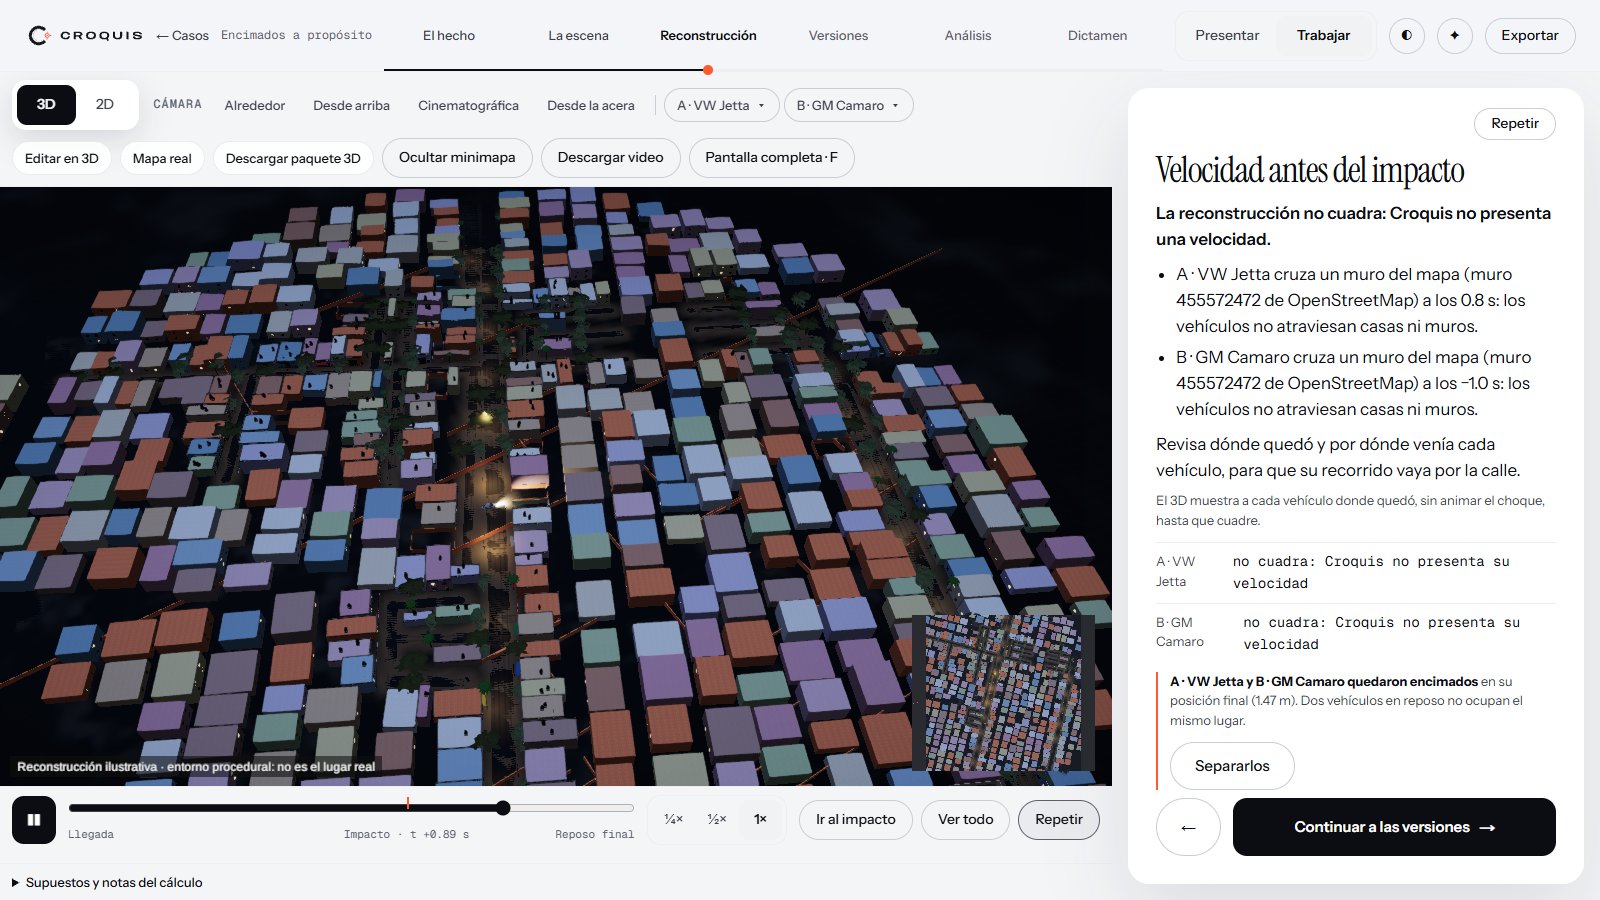 CROQUIS
← Casos
Encimados a propósito
El hecho
La escena
Reconstrucción
Versiones
Análisis
Dictamen
Presentar
Trabajar
Exportar
3D
2D
CÁMARA
Alrededor
Desde arriba
Cinematográfica
Desde la acera
A · VW Jetta
B · GM Camaro
Editar en 3D
Mapa real
Descargar paquete 3D
Ocultar minimapa
Descargar video
Pantalla completa · F
Reconstrucción ilustrativa · entorno procedural: no es el lugar real
Llegada
Impacto · t +0.89 s
Reposo final
¼×
½×
1×
Ir al impacto
Ver todo
Repetir
Supuestos y notas del cálculo
Repetir
Velocidad antes del impacto
La reconstrucción no cuadra: Croquis no presenta
una velocidad.
• A · VW Jetta cruza un muro del mapa (muro
455572472 de OpenStreetMap) a los 0.8 s: los
vehículos no atraviesan casas ni muros.
• B · GM Camaro cruza un muro del mapa (muro
455572472 de OpenStreetMap) a los −1.0 s: los
vehículos no atraviesan casas ni muros.
Revisa dónde quedó y por dónde venía cada
vehículo, para que su recorrido vaya por la calle.
El 3D muestra a cada vehículo donde quedó, sin animar el choque,
hasta que cuadre.
A · VW
Jetta
no cuadra: Croquis no presenta su
velocidad
B · GM
Camaro
no cuadra: Croquis no presenta su
velocidad
A · VW Jetta y B · GM Camaro quedaron encimados en su
posición final (1.47 m). Dos vehículos en reposo no ocupan el
mismo lugar.
Separarlos
←
Continuar a las versiones →